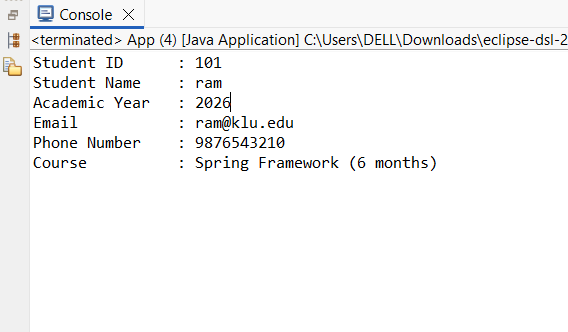 Console
<terminated> App (4) [Java Application] C:\Users\DELL\Downloads\eclipse-dsl-2
Student ID      : 101
Student Name    : ram
Academic Year   : 2026
Email           : ram@klu.edu
Phone Number    : 9876543210
Course          : Spring Framework (6 months)